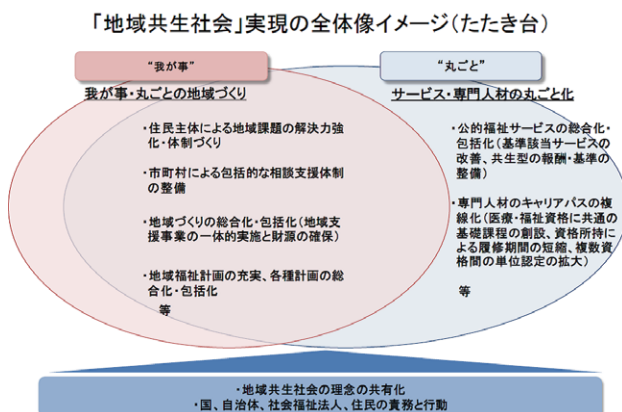 「地域共生社会」実現の全体像イメージ（たたき台）
“我が事”
我が事・丸ごとの地域づくり
・住民主体による地域課題の解決力強
化・体制づくり
・市町村による包括的な相談支援体制
の整備
・地域づくりの総合化・包括化（地域支
援事業の一体的実施と財源の確保）
・地域福祉計画の充実、各種計画の総
合化・包括化
等
“丸ごと”
サービス・専門人材の丸ごと化
・公的福祉サービスの総合化・
包括化（基準該当サービスの
改善、共生型の報酬・基準の
整備）
・専門人材のキャリアパスの複
線化（医療・福祉資格に共通の
基礎課程の創設、資格所持に
よる履修期間の短縮、複数資
格間の単位認定の拡大）
等
・地域共生社会の理念の共有化
・国、自治体、社会福祉法人、住民の責務と行動